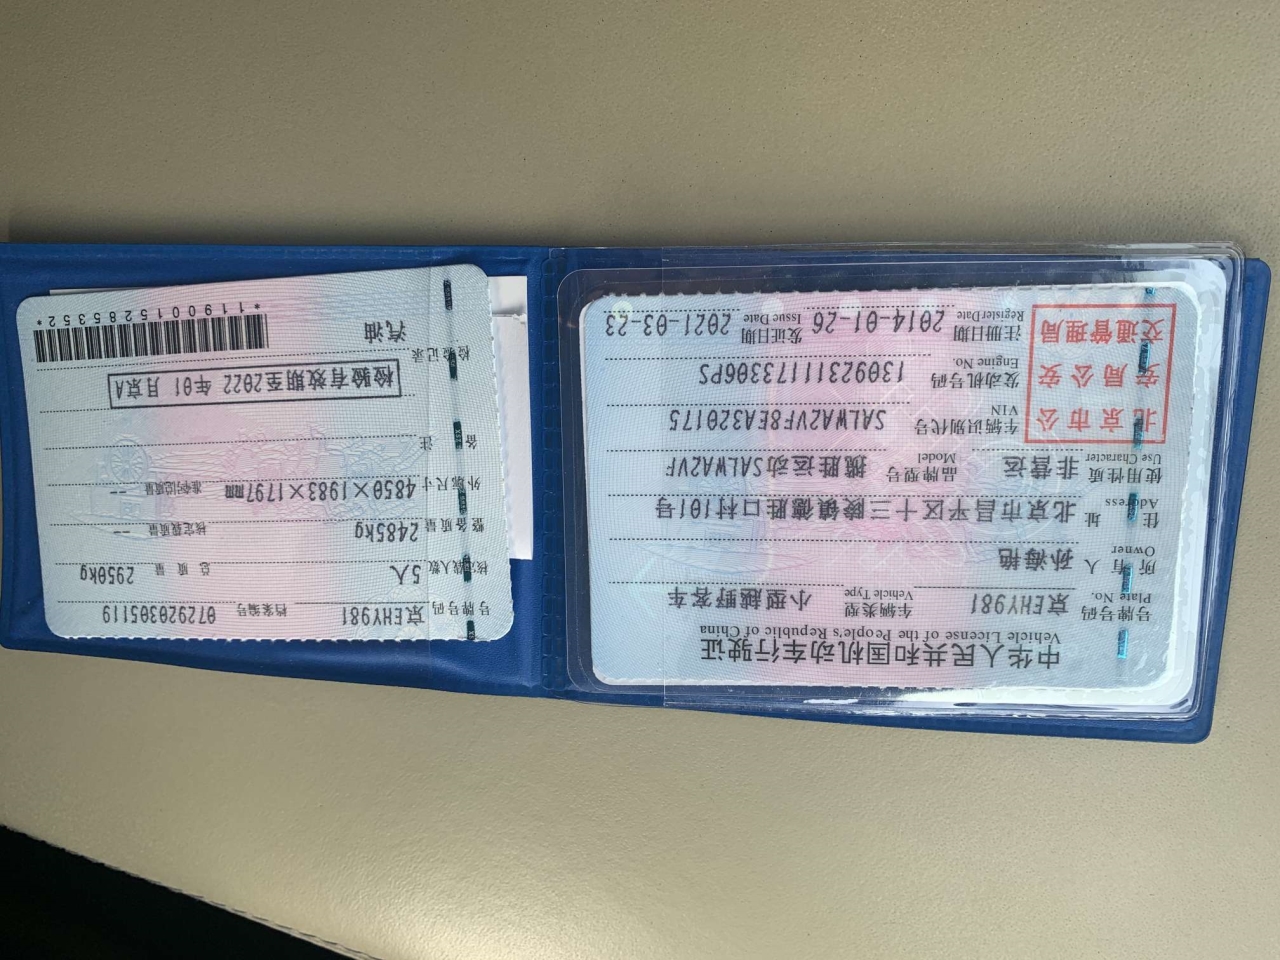 中华人民共和国机动车行驶证
Vehicle License of the People's Republic of China
号牌号码 京EHY981 车辆类型 小型越野客车
Plate No. Vehicle Type
所有人 孙海艳
Owner
住址 北京市昌平区十三陵镇德胜口村101号
Address
使用性质 非营运 品牌型号 揽胜运动SALWA2VF
Use Character Model
北京市公安局公安交通管理局
车辆识别代号 SALWA2VF8EA320175
VIN
发动机号码 13092311173306PS
Engine No.
注册日期 2014-01-26 发证日期 2021-03-23
Register Date Issue Date
号牌号码 京EHY981 档案编号 072920305119
核定载人数 5人 总质量 2950kg
整备质量 2485kg 核定载质量 --
外廓尺寸 4850×1983×1797mm 准牵引总质量 --
备注
检验有效期至2022年01月京A
检验记录
汽油
*1190015285352*